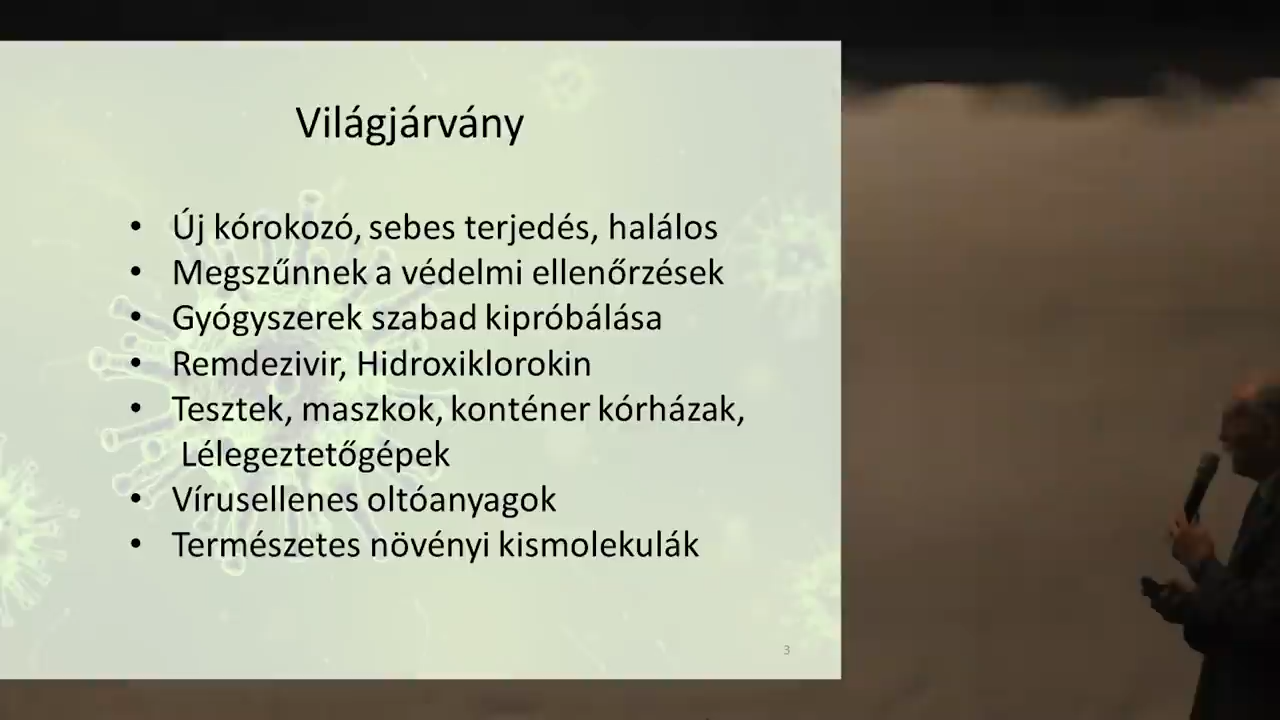 Világjárvány
• Új kórokozó, sebes terjedés, halálos
• Megszűnnek a védelmi ellenőrzések
• Gyógyszerek szabad kipróbálása
• Remdezivir, Hidroxiklorokin
• Tesztek, maszkok, konténer kórházak,
Lélegeztetőgépek
• Vírusellenes oltóanyagok
• Természetes növényi kismolekulák
3